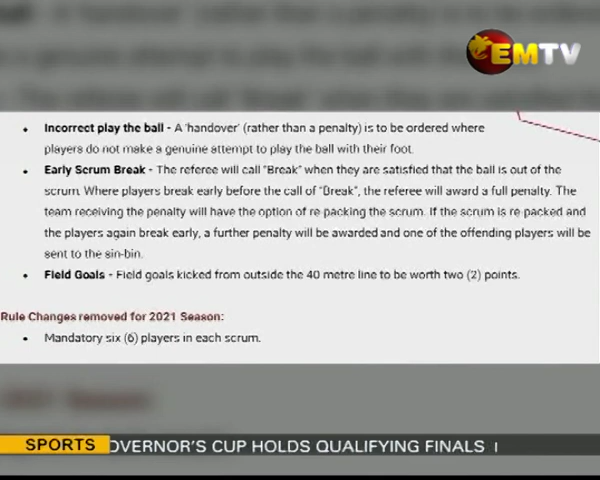 EMTV
• Incorrect play the ball - A 'handover' (rather than a penalty) is to be ordered where
players do not make a genuine attempt to play the ball with their foot.
• Early Scrum Break - The referee will call "Break" when they are satisfied that the ball is out of the
scrum. Where players break early before the call of "Break", the referee will award a full penalty. The
team receiving the penalty will have the option of re-packing the scrum. If the scrum is re-packed and
the players again break early, a further penalty will be awarded and one of the offending players will be
sent to the sin-bin.
• Field Goals - Field goals kicked from outside the 40 metre line to be worth two (2) points.
Rule Changes removed for 2021 Season:
• Mandatory six (6) players in each scrum.
SPORTS OVERNOR'S CUP HOLDS QUALIFYING FINALS